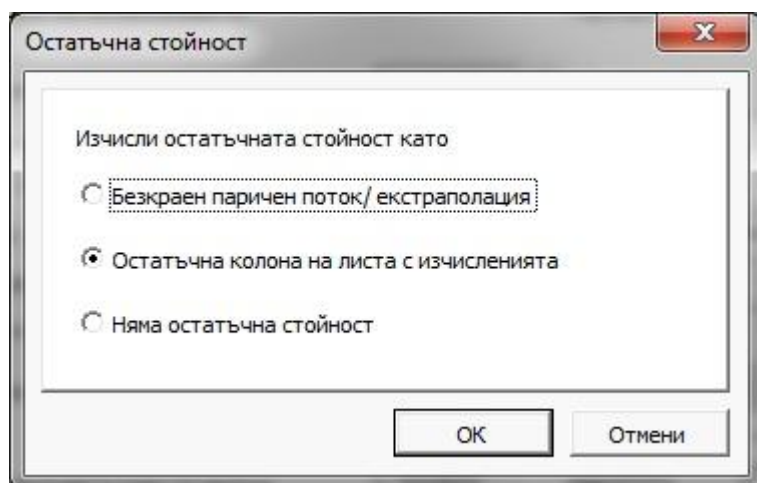 Остатъчна стойност
Изчисли остатъчната стойност като
Безкраен паричен поток/ екстраполация
Остатъчна колона на листа с изчисленията
Няма остатъчна стойност
OK
Отмени